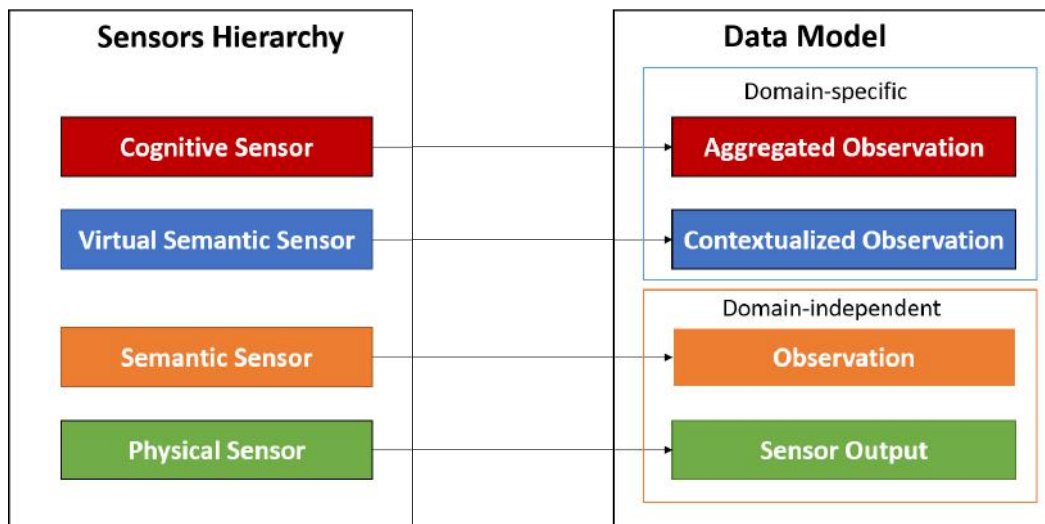 Sensors Hierarchy
Cognitive Sensor
Virtual Semantic Sensor
Semantic Sensor
Physical Sensor
Data Model
Domain-specific
Aggregated Observation
Contextualized Observation
Domain-independent
Observation
Sensor Output